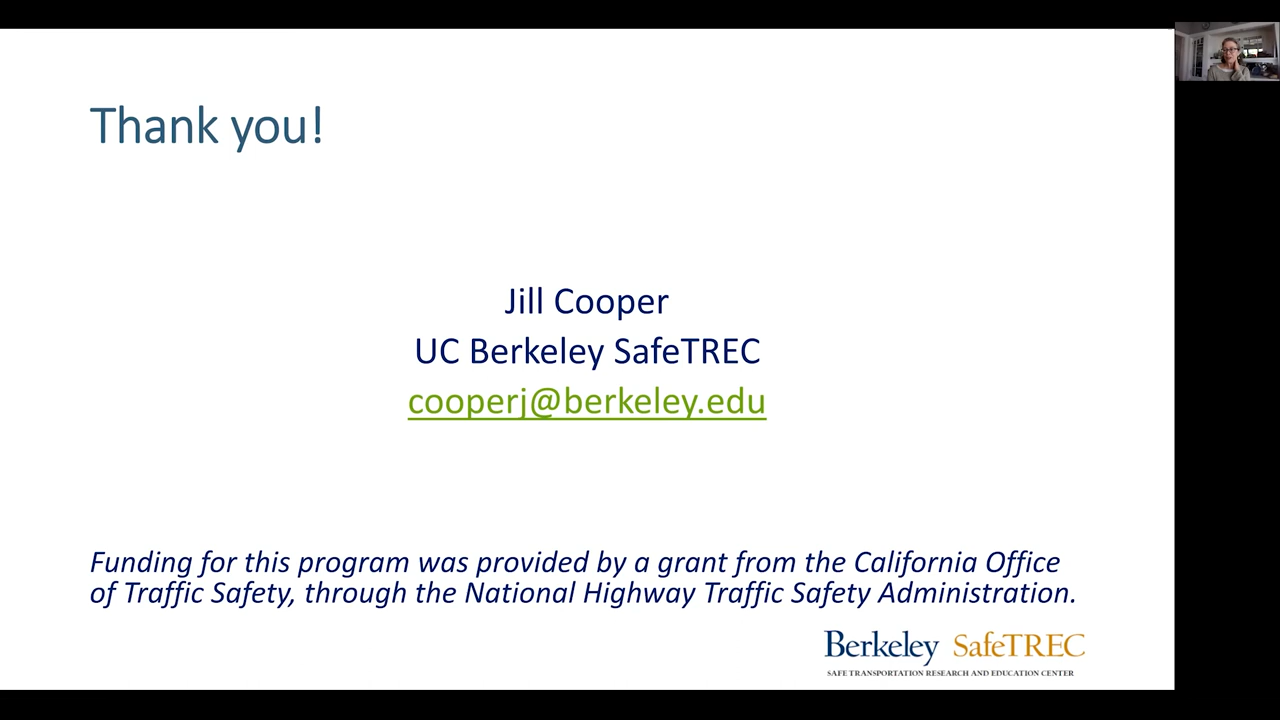 Thank you!
Jill Cooper
UC Berkeley SafeTREC
cooperj@berkeley.edu
Funding for this program was provided by a grant from the California Office
of Traffic Safety, through the National Highway Traffic Safety Administration.
Berkeley SafeTREC
SAFE TRANSPORTATION RESEARCH AND EDUCATION CENTER